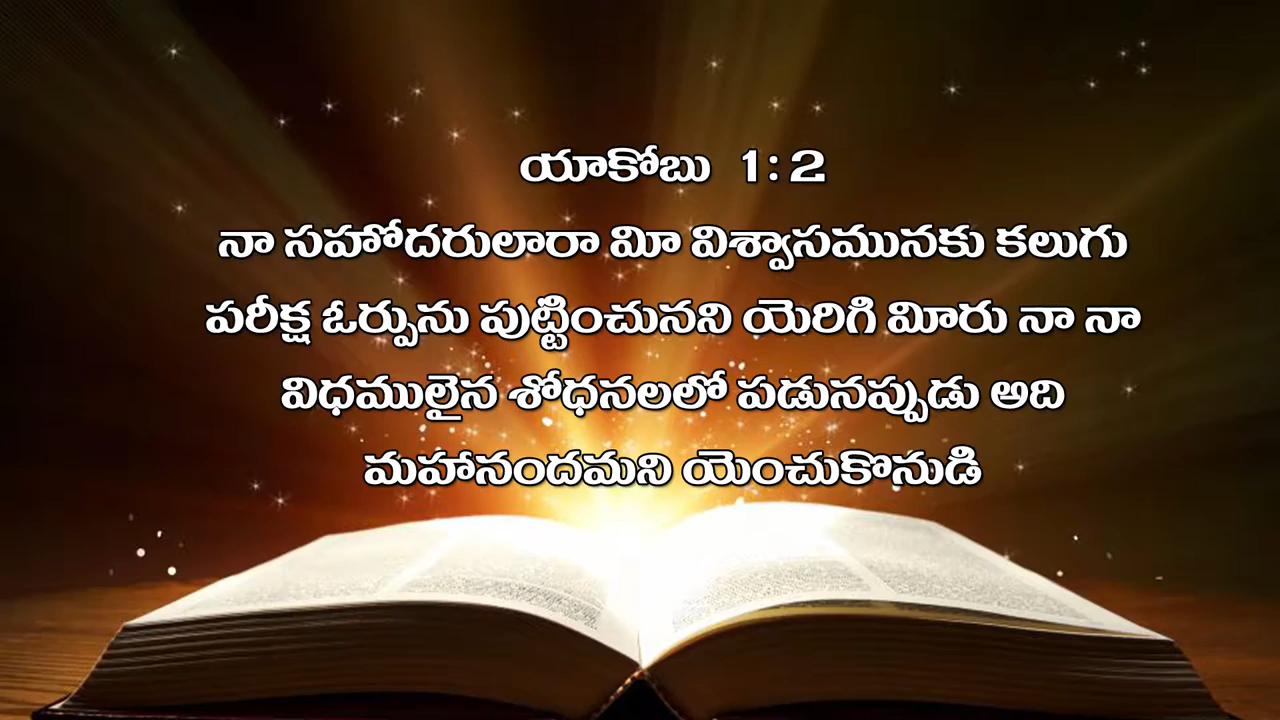 యాకోబు 1:2
నా సహోదరులారా మీ విశ్వాసమునకు కలుగు
పరీక్ష ఓర్పును పుట్టించునని యెరిగి మీరు నా నా
విధములైన శోధనలలో పడునప్పుడు అది
మహానందమని యెంచుకొనుడి